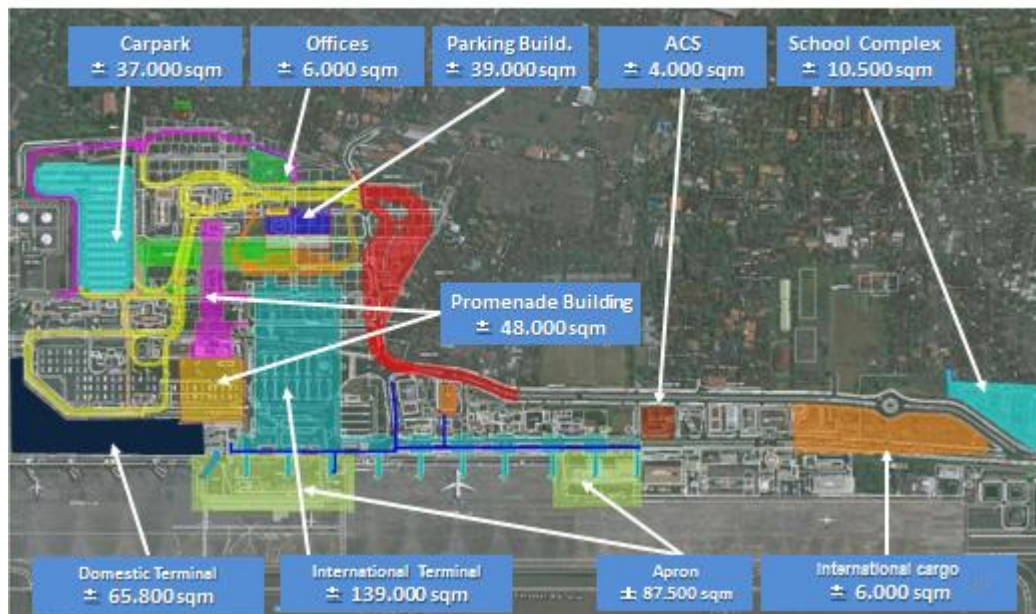 Carpark
± 37.000 sqm
Offices
± 6.000 sqm
Parking Build.
± 39.000 sqm
ACS
± 4.000 sqm
School Complex
± 10.500 sqm
Promenade Building
± 48.000 sqm
Domestic Terminal
± 65.800 sqm
International Terminal
± 139.000 sqm
Apron
± 87.500 sqm
International cargo
± 6.000 sqm